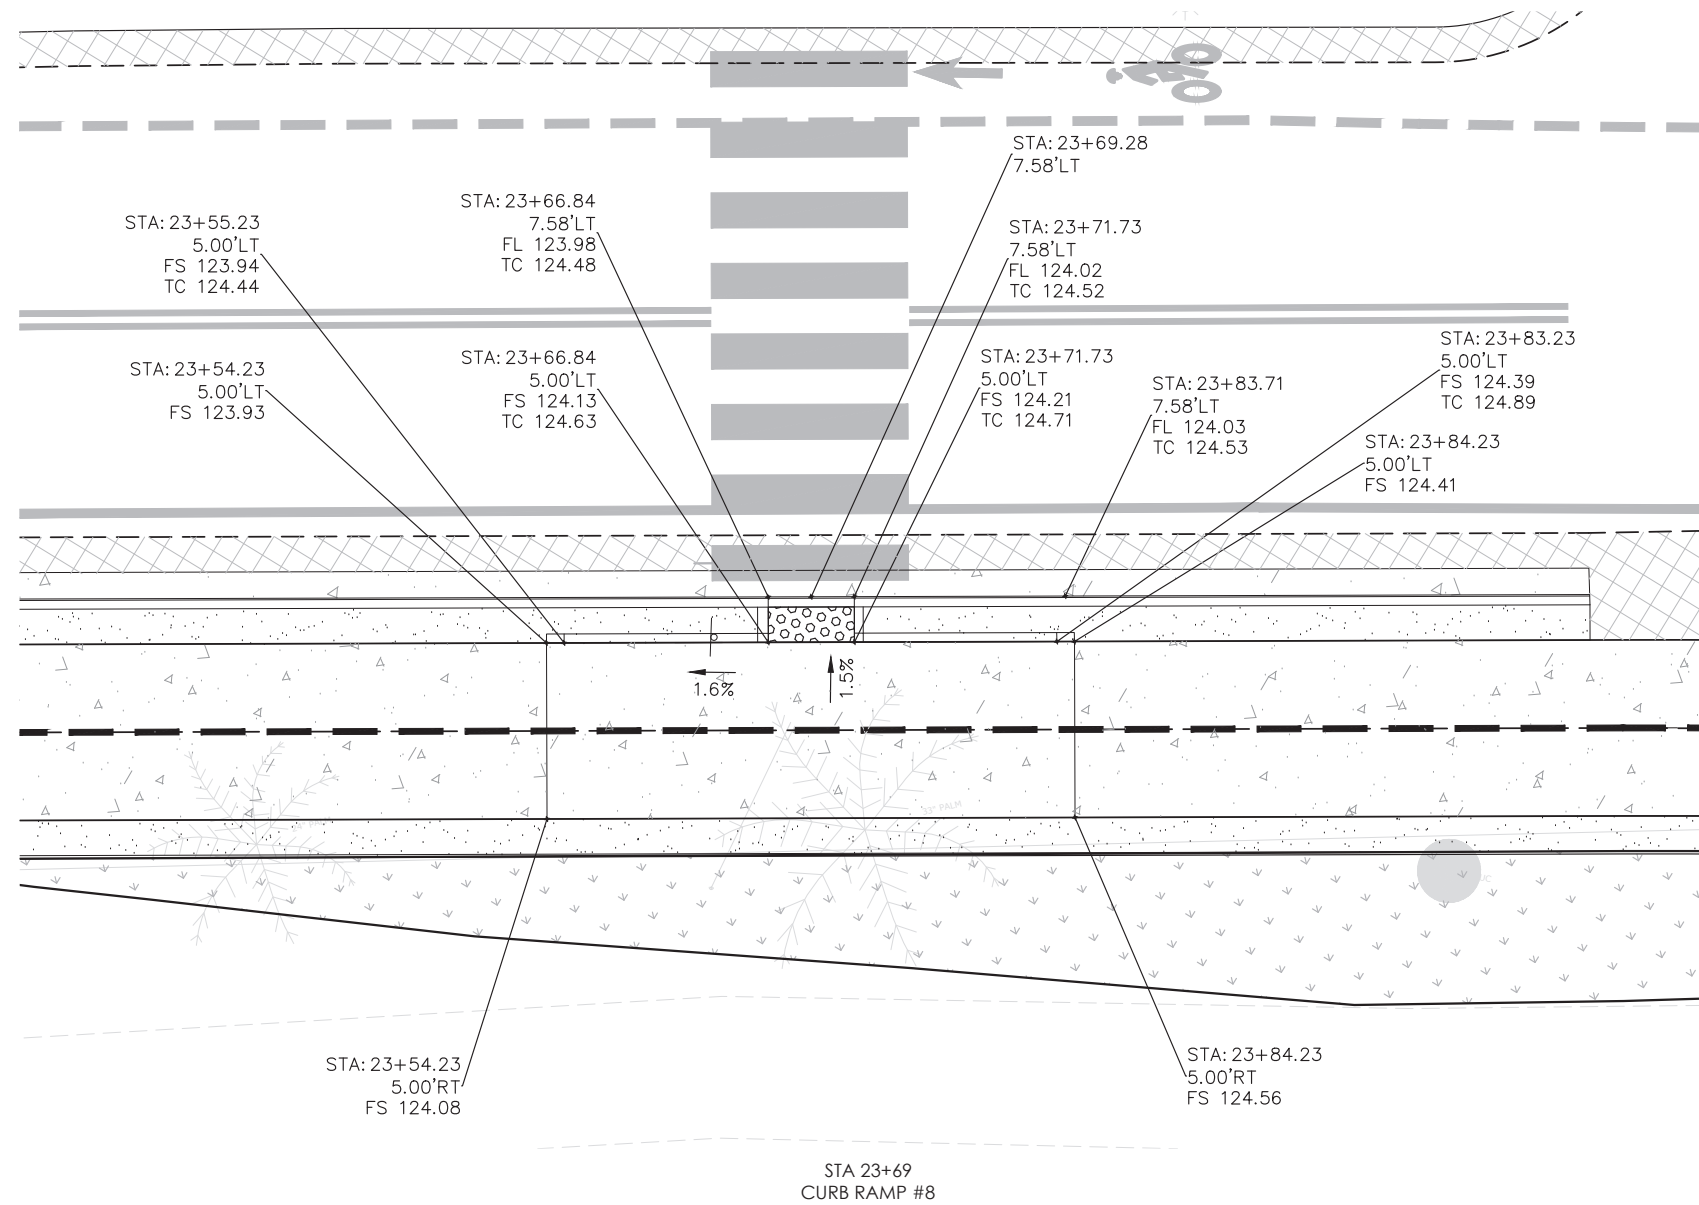 STA: 23+69.28
7.58'LT
STA: 23+66.84
7.58'LT
FL 123.98
TC 124.48
STA: 23+55.23
5.00'LT
FS 123.94
TC 124.44
STA: 23+71.73
7.58'LT
FL 124.02
TC 124.52
STA: 23+83.23
5.00'LT
FS 124.39
TC 124.89
STA: 23+66.84
5.00'LT
FS 124.13
TC 124.63
STA: 23+71.73
5.00'LT
FS 124.21
TC 124.71
STA: 23+54.23
5.00'LT
FS 123.93
STA: 23+83.71
7.58'LT
FL 124.03
TC 124.53
STA: 23+84.23
5.00'LT
FS 124.41
1.6%
1.5%
33" PALM
STA: 23+54.23
5.00'RT
FS 124.08
STA: 23+84.23
5.00'RT
FS 124.56
STA 23+69
CURB RAMP #8